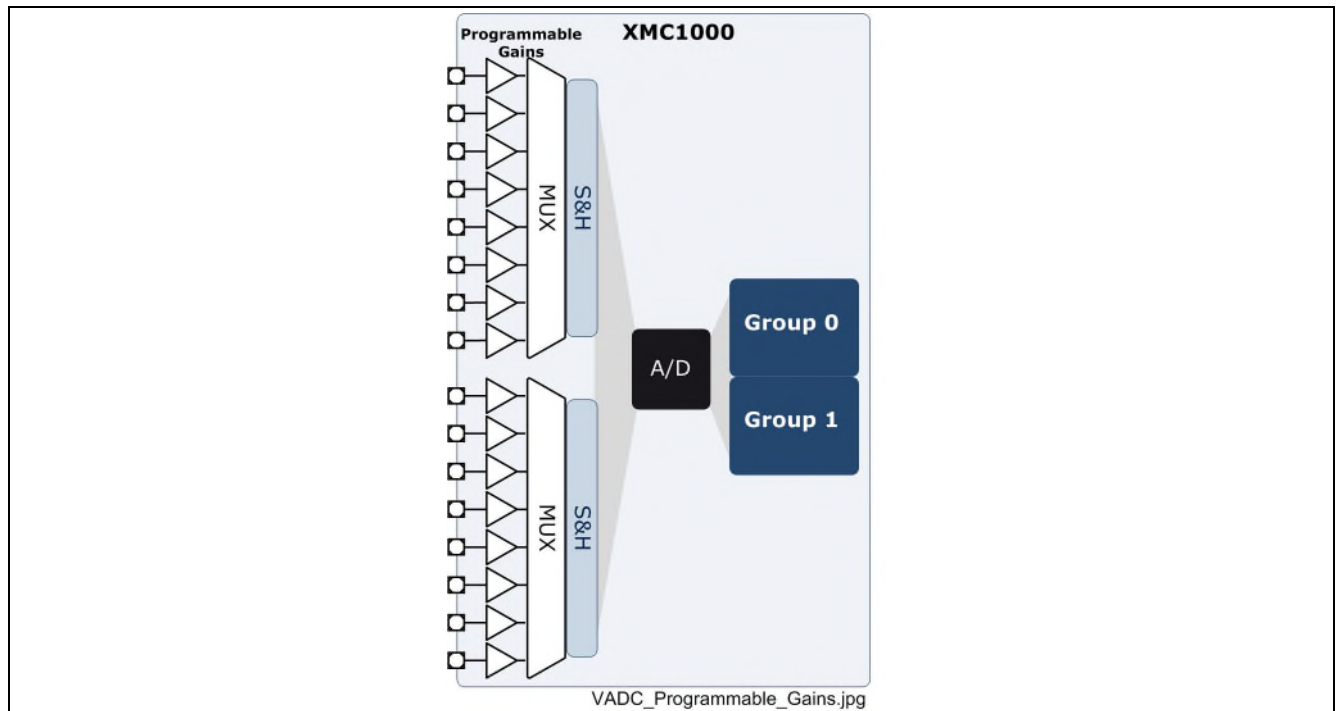 XMC1000
Programmable
Gains
MUX
S&H
A/D
Group 0
Group 1
MUX
S&H
VADC_Programmable_Gains.jpg